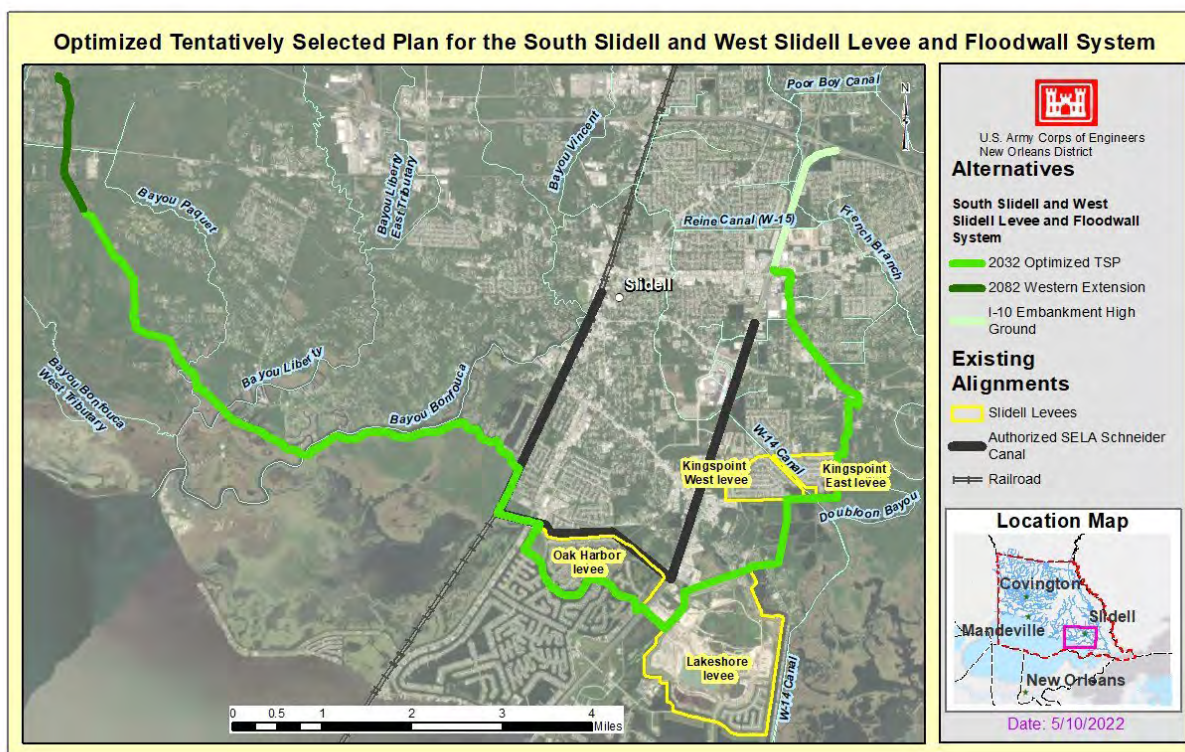 Optimized Tentatively Selected Plan for the South Slidell and West Slidell Levee and Floodwall System
Poor Boy Canal
N
Bayou Vincent
Bayou Liberty
East Tributary
Bayou Paquet
Reine Canal (W-15)
French Branch
Slidell
Bayou Liberty
Bayou Bonfouca
West Tributary
Bayou Bonfouca
W-14 Canal
Kingspoint
West levee
Kingspoint
East levee
Doubloon Bayou
Oak Harbor
levee
Lakeshore
levee
W-14 Canal
0 0.5 1 2 3 4
Miles
U.S. Army Corps of Engineers
New Orleans District
Alternatives
South Slidell and West
Slidell Levee and Floodwall
System
2032 Optimized TSP
2082 Western Extension
I-10 Embankment High
Ground
Existing
Alignments
Slidell Levees
Authorized SELA Schneider
Canal
Railroad
Location Map
Covington
Slidell
Mandeville
New Orleans
Date: 5/10/2022